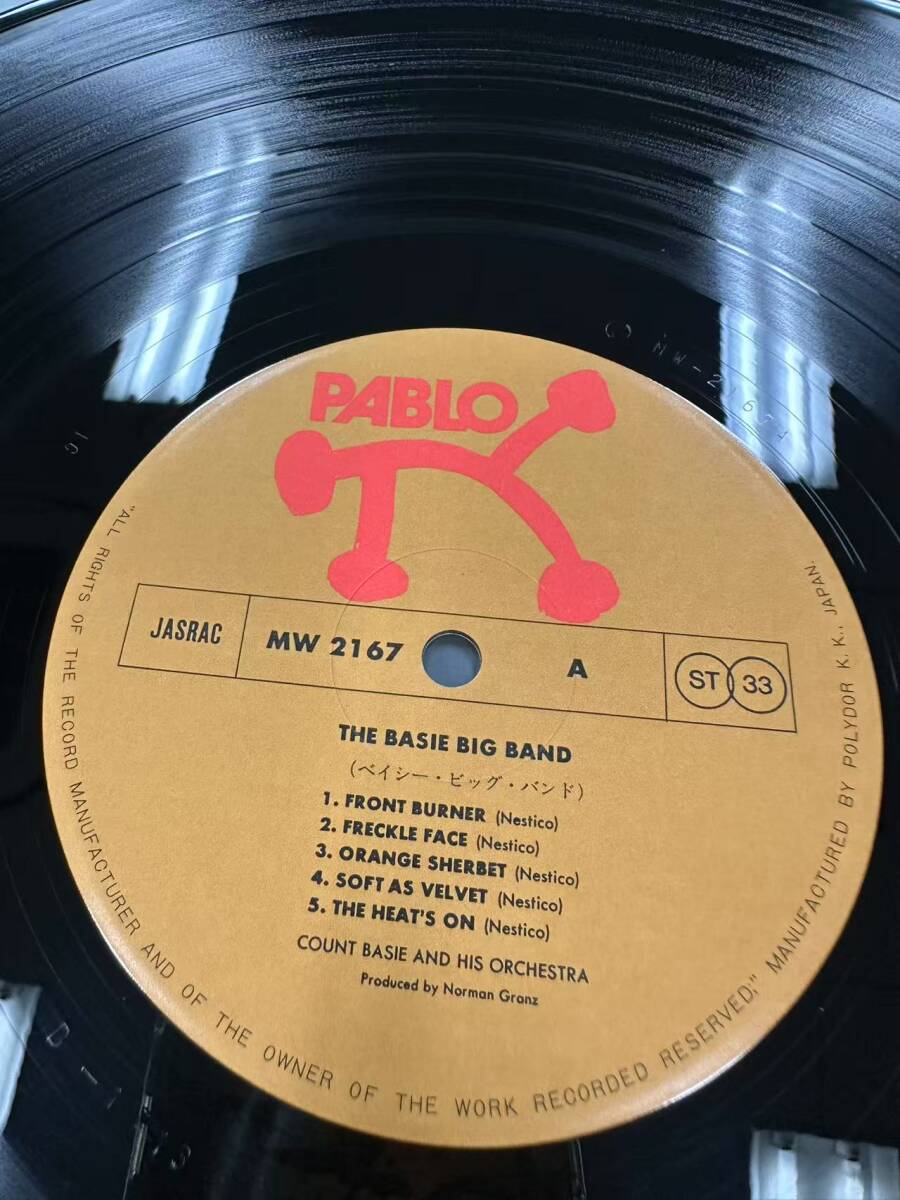 PABLO
JASRAC
MW 2167
A
ST 33
THE BASIE BIG BAND
(ベイシー・ビッグ・バンド)
1. FRONT BURNER (Nestico)
2. FRECKLE FACE (Nestico)
3. ORANGE SHERBET (Nestico)
4. SOFT AS VELVET (Nestico)
5. THE HEAT'S ON (Nestico)
COUNT BASIE AND HIS ORCHESTRA
Produced by Norman Granz
"ALL RIGHTS OF THE RECORD MANUFACTURER AND OF THE OWNER OF THE WORK RECORDED RESERVED," MANUFACTURED BY POLYDOR K. K., JAPAN.